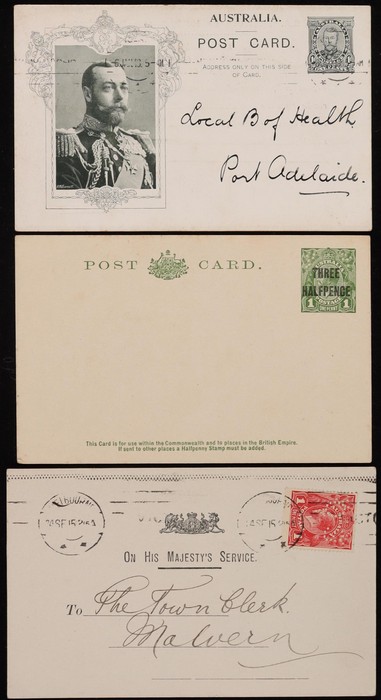 AUSTRALIA.
POST CARD.
ADDRESS ONLY ON THIS SIDE
OF CARD.
Local B of Health
Port Adelaide.
POST CARD.
THREE
HALFPENCE
1 1
This Card is for use within the Commonwealth and to places in the British Empire.
If sent to other places a Halfpenny Stamp must be added.
ON HIS MAJESTY'S SERVICE.
To The Town Clerk.
Malvern